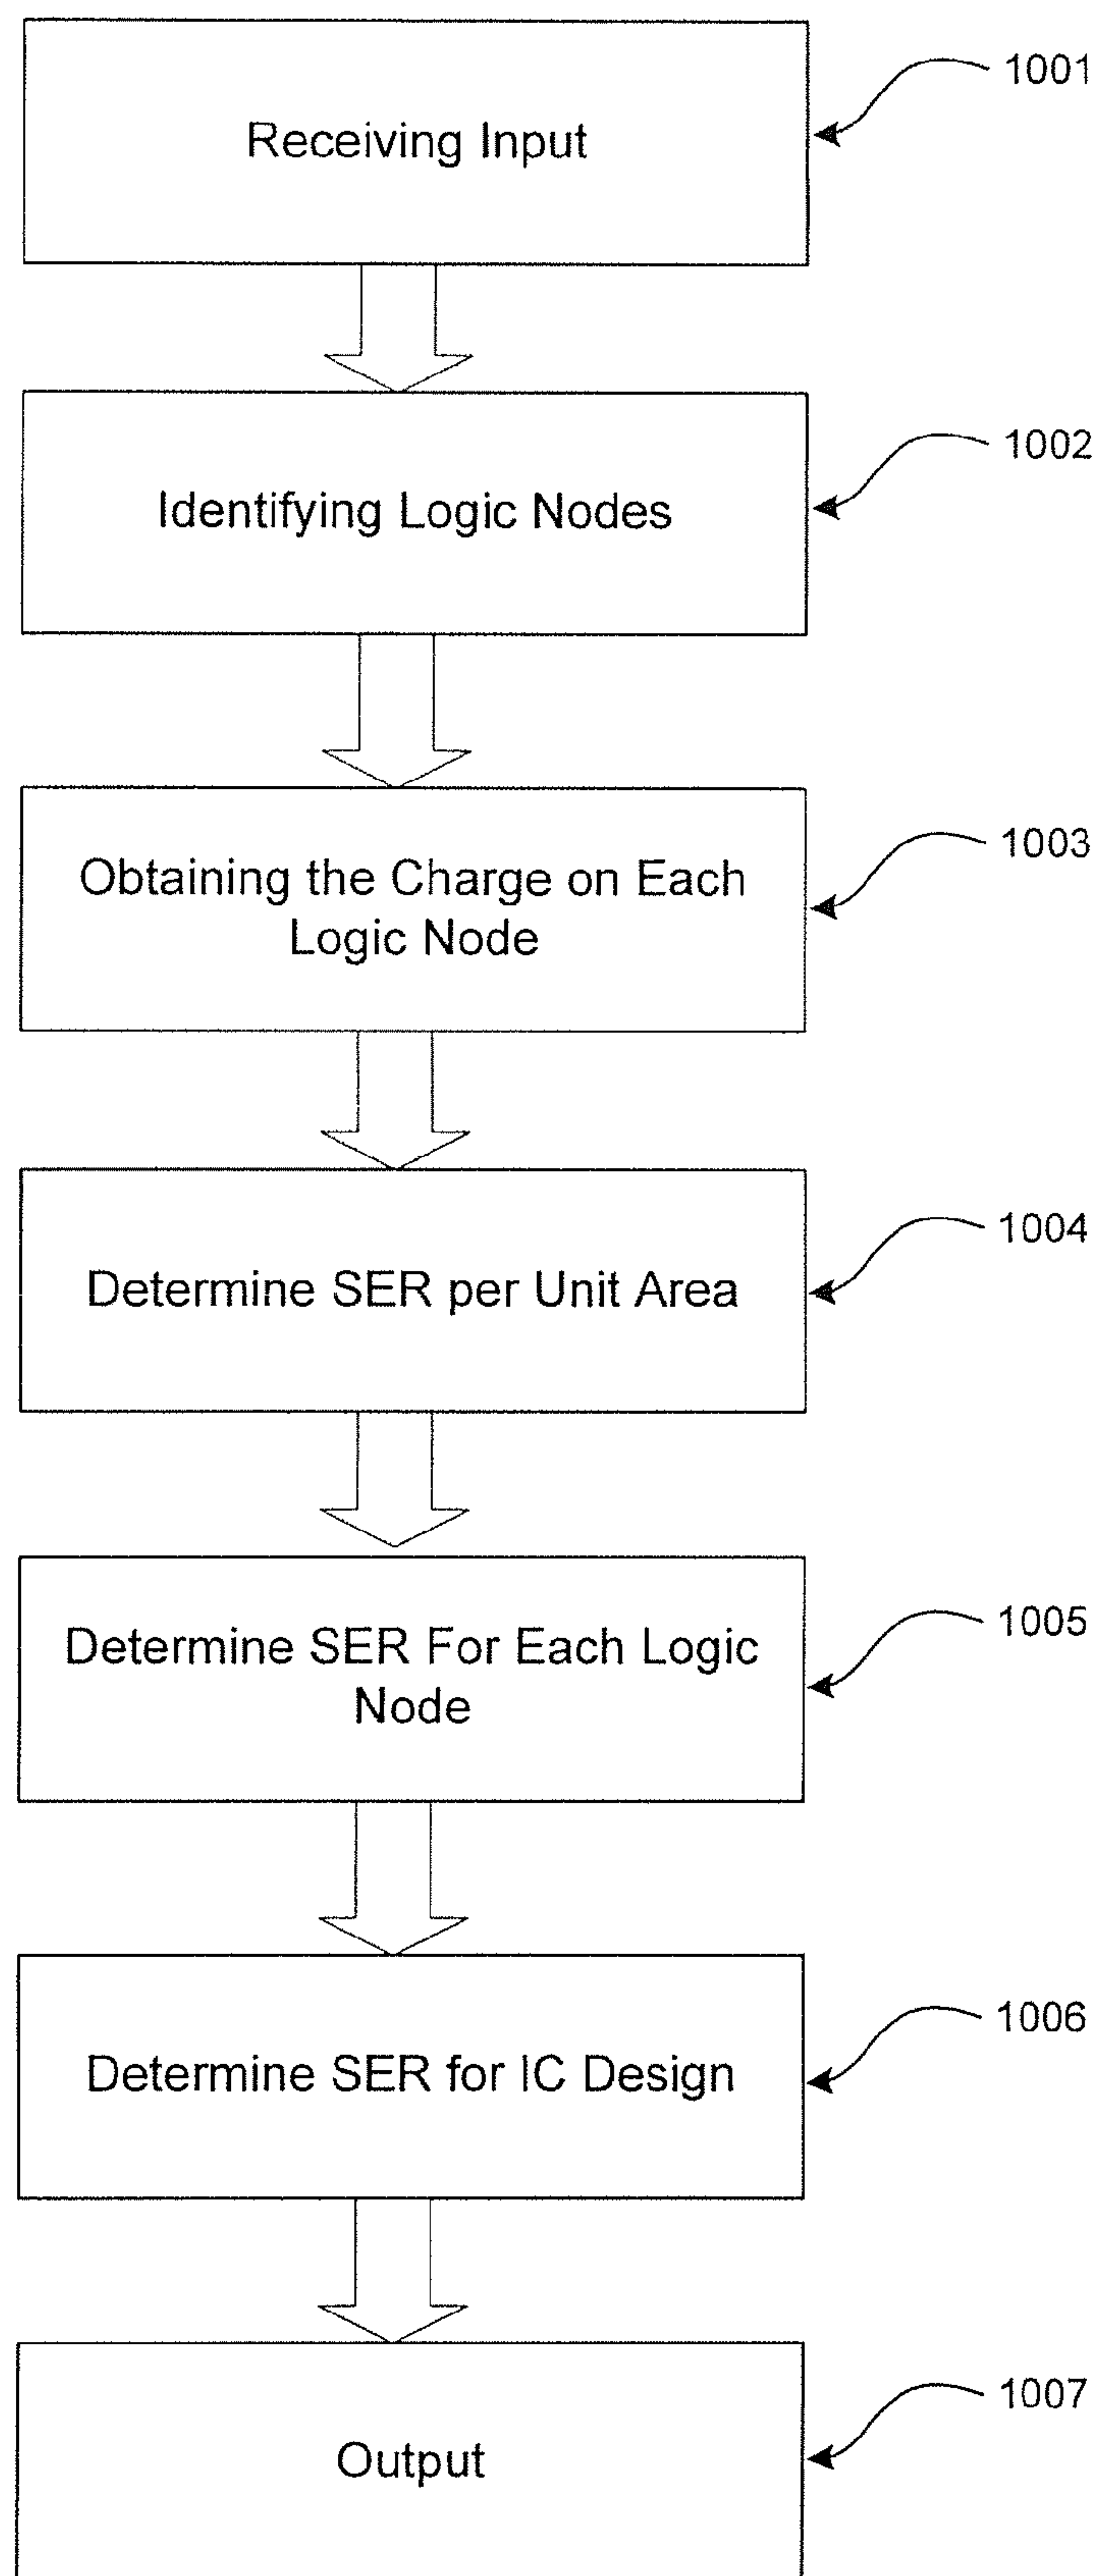 Receiving Input
1001
Identifying Logic Nodes
1002
Obtaining the Charge on Each
Logic Node
1003
Determine SER per Unit Area
1004
Determine SER For Each Logic
Node
1005
Determine SER for IC Design
1006
Output
1007